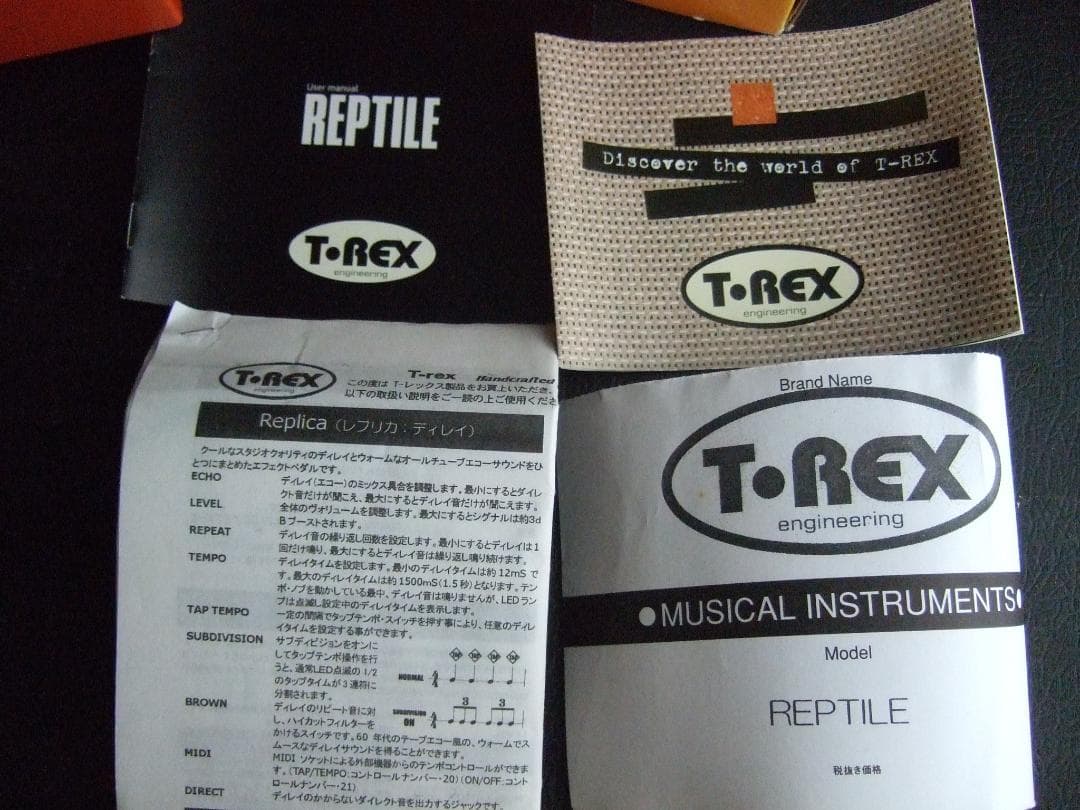 User manual
REPTILE
T•REX
engineering
Discover the world of T-REX
T•REX
engineering
T•REX
T-rex Handcrafted
この度は T-レックス製品をお買上いただき、
以下の取扱い説明をご一読の上ご使用くださ
Replica（レプリカ：ディレイ）
クールなスタジオクォリティのディレイとウォームなオールチューブエコーサウンドをひ
とつにまとめたエフェクトペダルです。
ECHO ディレイ(エコー)のミックス具合を調整します。最小にするとダイレ
クト音だけが聞こえ、最大にするとディレイ音だけが聞こえます。
LEVEL 全体のヴォリュームを調整します。最大にするとシグナルは約3d
Bブーストされます。
REPEAT ディレイ音の繰り返し回数を設定します。最小にするとディレイは1
回だけ鳴り、最大にするとディレイ音は繰り返し鳴り続けます。
TEMPO ディレイタイムを設定します。最小のディレイタイムは約 12mS で
す。最大のディレイタイムは約 1500mS(1.5秒)となります。テン
ポ・ノブを動かしている最中、ディレイ音は鳴りませんが、LEDラン
プは点滅し設定中のディレイタイムを表示します。
TAP TEMPO 一定の間隔でタップテンポ・スイッチを押す事により、任意のディレ
イタイムを設定する事ができます。
SUBDIVISION サブディビジョンをオンに
してタップテンポ操作を行
うと、通常LED点滅の 1/2
のタップタイムが 3 連符に
分割されます。
TAP TAP TAP TAP
NORMAL 4/4
SUBDIVISION ON 4/4 3 3
BROWN ディレイのリピート音に対
し、ハイカットフィルターを
かけるスイッチです。60 年代のテープエコー風の、ウォームでス
ムースなディレイサウンドを得ることができます。
MIDI MIDI ソケットによる外部機器からのテンポコントロールができま
す。(TAP/TEMPO:コントロールナンバー・20) (ON/OFF:コント
ロールナンバー・21)
DIRECT ディレイのかからないダイレクト音を出力するジャックです。
Brand Name
T•REX
engineering
●MUSICAL INSTRUMENTS●
Model
REPTILE
税抜き価格